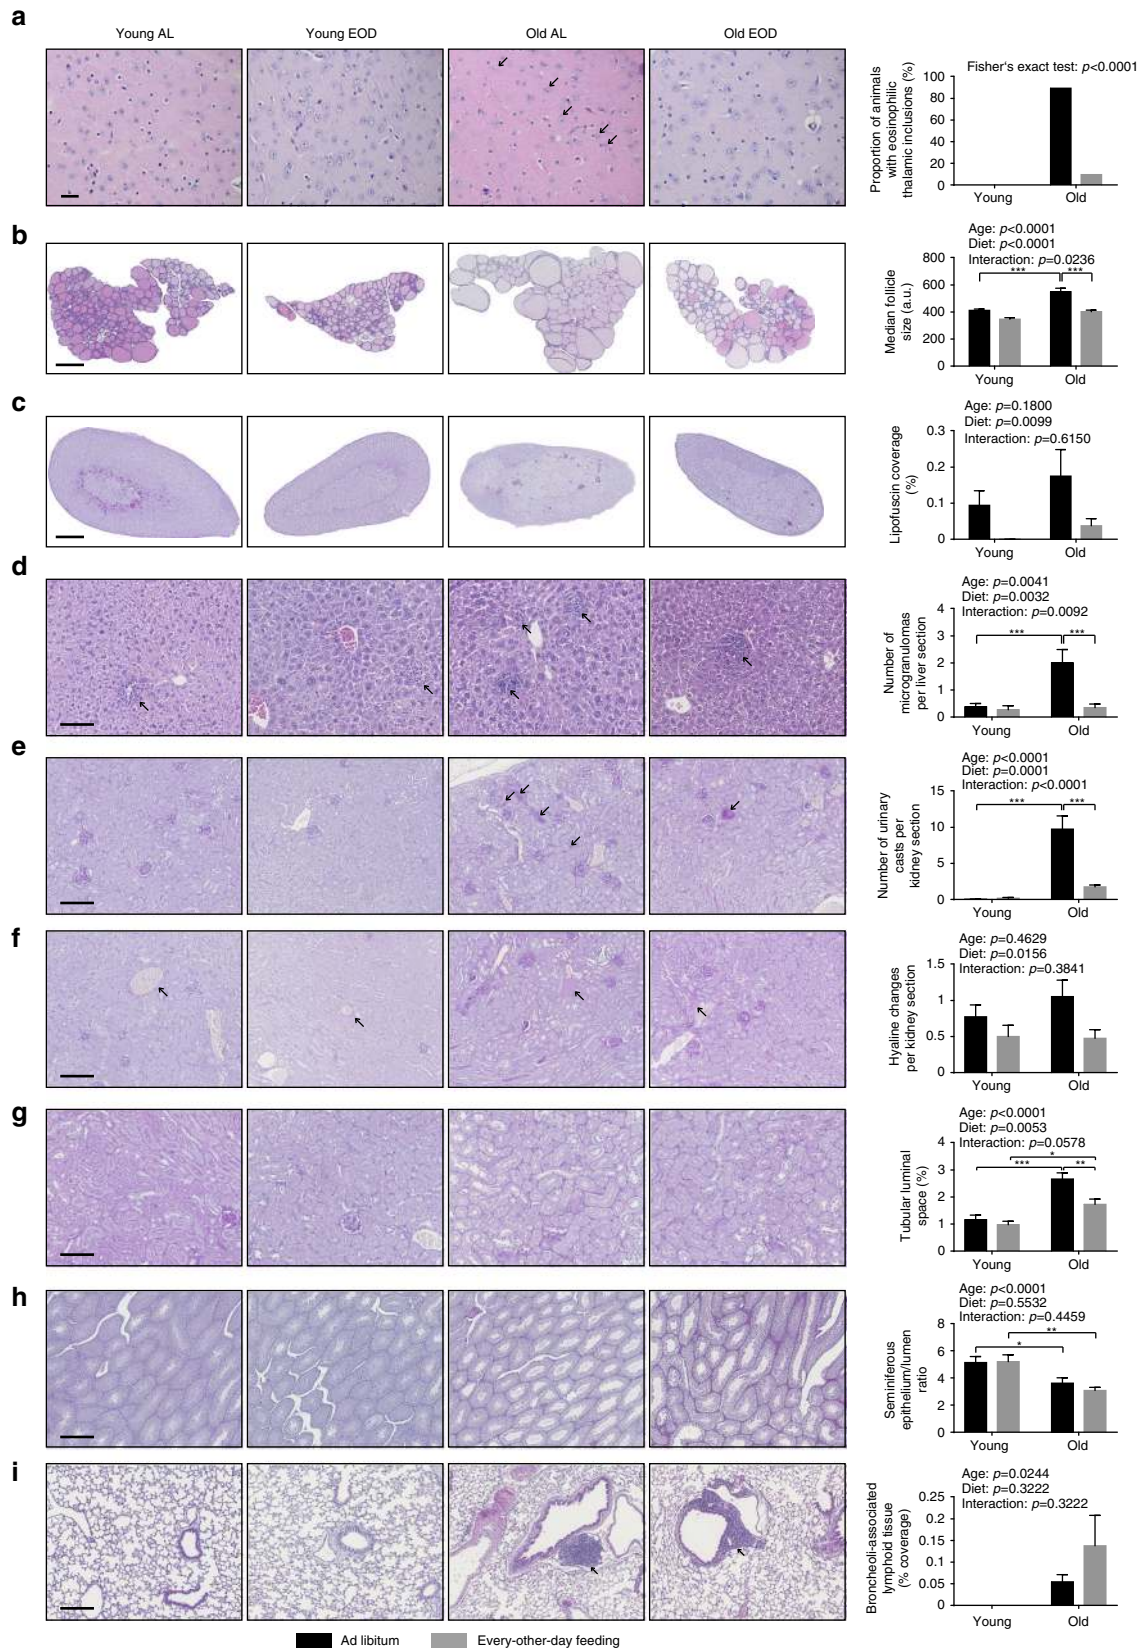 a
Young AL
Young EOD
Old AL
Old EOD
Proportion of animals
with eosinophilic
thalamic inclusions (%)
Fisher's exact test: p<0.0001
100
80
60
40
20
0
Young
Old
b
Age: p<0.0001
Diet: p<0.0001
Interaction: p=0.0236
Median follicle
size (a.u.)
800
600
400
200
0
***
***
Young
Old
c
Age: p=0.1800
Diet: p=0.0099
Interaction: p=0.6150
Lipofuscin coverage
(%)
0.3
0.2
0.1
0
Young
Old
d
Age: p=0.0041
Diet: p=0.0032
Interaction: p=0.0092
Number of
microgranulomas
per liver section
4
3
2
1
0
***
***
Young
Old
e
Age: p<0.0001
Diet: p=0.0001
Interaction: p<0.0001
Number of urinary
casts per
kidney section
15
10
5
0
***
***
Young
Old
f
Age: p=0.4629
Diet: p=0.0156
Interaction: p=0.3841
Hyaline changes
per kidney section
1.5
1
0.5
0
Young
Old
g
Age: p<0.0001
Diet: p=0.0053
Interaction: p=0.0578
Tubular luminal
space (%)
4
3
2
1
0
*
***
**
Young
Old
h
Age: p<0.0001
Diet: p=0.5532
Interaction: p=0.4459
Seminiferous
epithelium/lumen
ratio
8
6
4
2
0
**
*
Young
Old
i
Age: p=0.0244
Diet: p=0.3222
Interaction: p=0.3222
Broncheoli-associated
lymphoid tissue
(% coverage)
0.25
0.2
0.15
0.1
0.05
0
Young
Old
Ad libitum
Every-other-day feeding